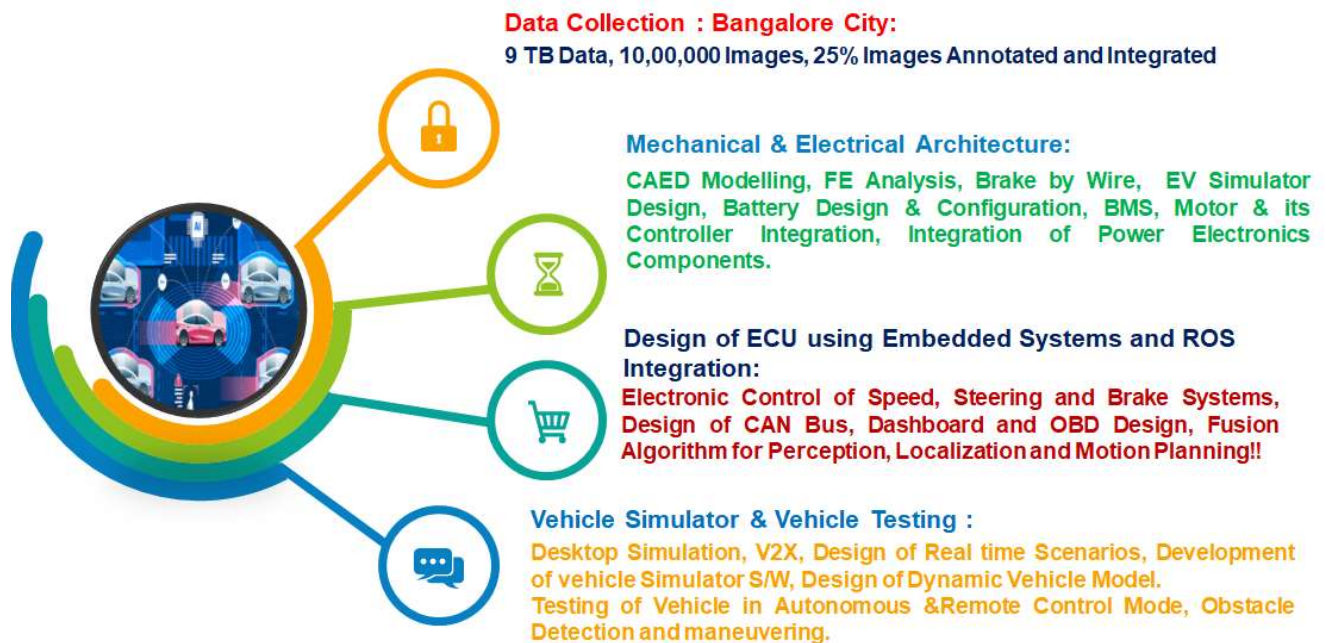 Data Collection : Bangalore City:
9 TB Data, 10,00,000 Images, 25% Images Annotated and Integrated
Mechanical & Electrical Architecture:
CAED Modelling, FE Analysis, Brake by Wire, EV Simulator
Design, Battery Design & Configuration, BMS, Motor & its
Controller Integration, Integration of Power Electronics
Components.
Ai
Design of ECU using Embedded Systems and ROS
Integration:
Electronic Control of Speed, Steering and Brake Systems,
Design of CAN Bus, Dashboard and OBD Design, Fusion
Algorithm for Perception, Localization and Motion Planning!!
Vehicle Simulator & Vehicle Testing :
Desktop Simulation, V2X, Design of Real time Scenarios, Development
of vehicle Simulator S/W, Design of Dynamic Vehicle Model.
Testing of Vehicle in Autonomous &Remote Control Mode, Obstacle
Detection and maneuvering.